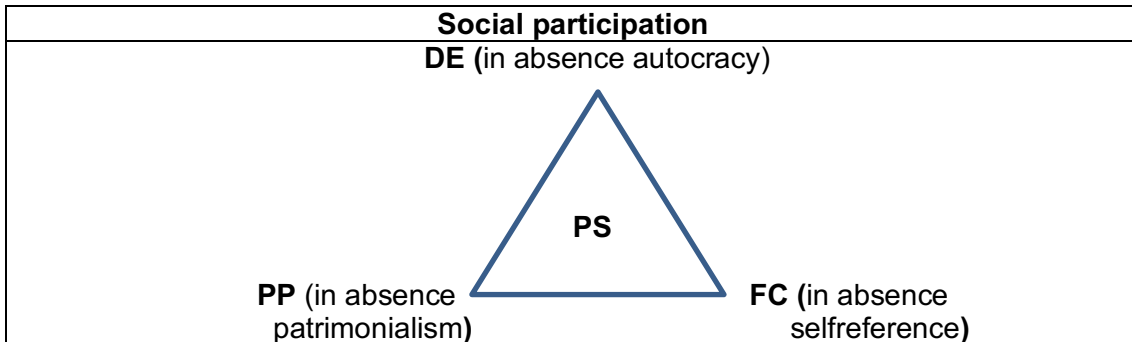 Social participation
DE (in absence autocracy)
PS
PP (in absence
patrimonialism)
FC (in absence
selfreference)